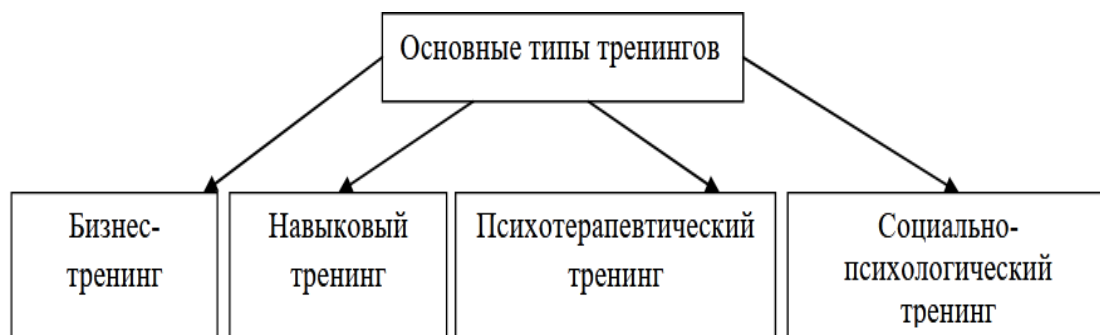 Основные типы тренингов
Бизнес-
тренинг
Навыковый
тренинг
Психотерапевтический
тренинг
Социально-
психологический
тренинг